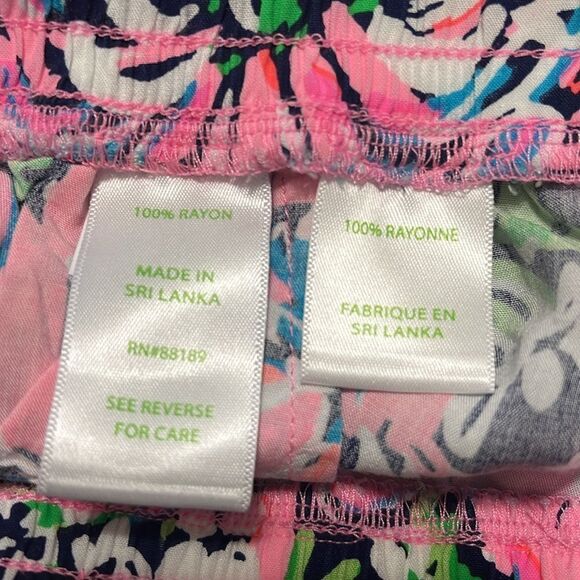 100% RAYON
MADE IN
SRI LANKA
RN#88189
SEE REVERSE
FOR CARE
100% RAYONNE
FABRIQUE EN
SRI LANKA